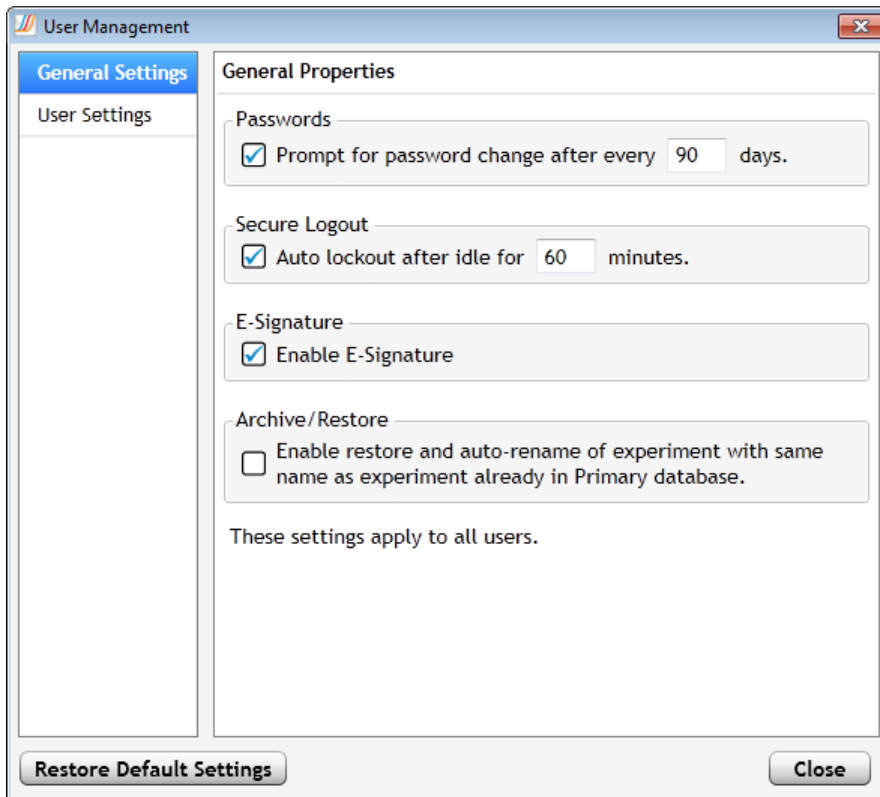 User Management
General Settings
User Settings
General Properties
Passwords
Prompt for password change after every 90 days.
Secure Logout
Auto lockout after idle for 60 minutes.
E-Signature
Enable E-Signature
Archive/Restore
Enable restore and auto-rename of experiment with same
name as experiment already in Primary database.
These settings apply to all users.
Restore Default Settings
Close